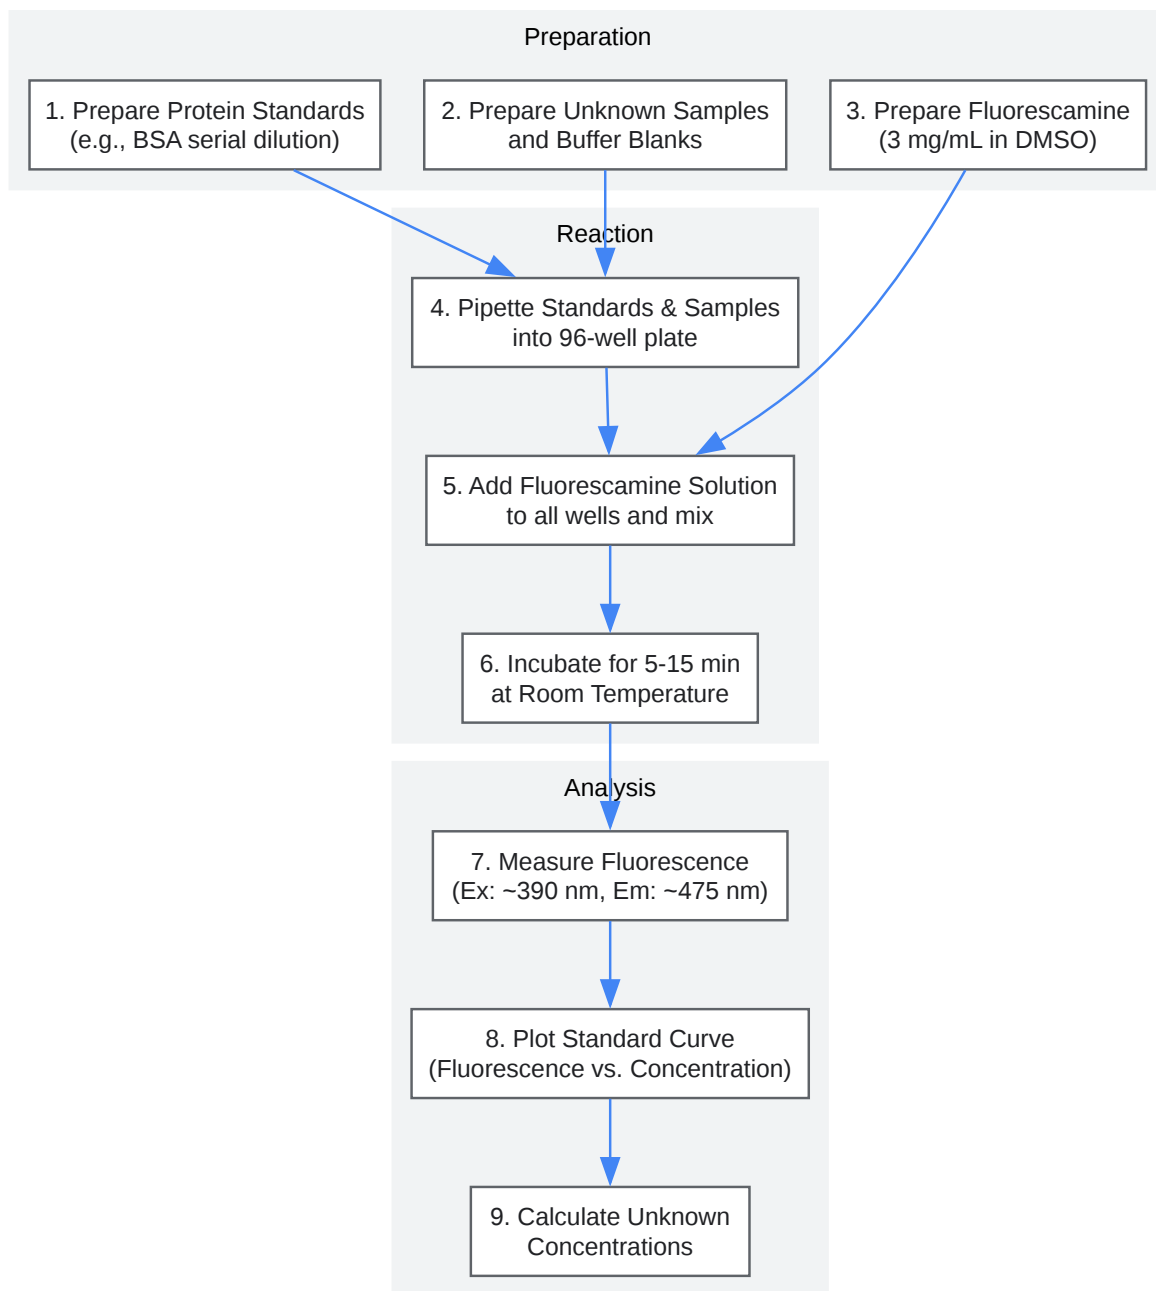 Preparation
1. Prepare Protein Standards
(e.g., BSA serial dilution)
2. Prepare Unknown Samples
and Buffer Blanks
3. Prepare Fluorescamine
(3 mg/mL in DMSO)
Reaction
4. Pipette Standards & Samples
into 96-well plate
5. Add Fluorescamine Solution
to all wells and mix
6. Incubate for 5-15 min
at Room Temperature
Analysis
7. Measure Fluorescence
(Ex: ~390 nm, Em: ~475 nm)
8. Plot Standard Curve
(Fluorescence vs. Concentration)
9. Calculate Unknown
Concentrations